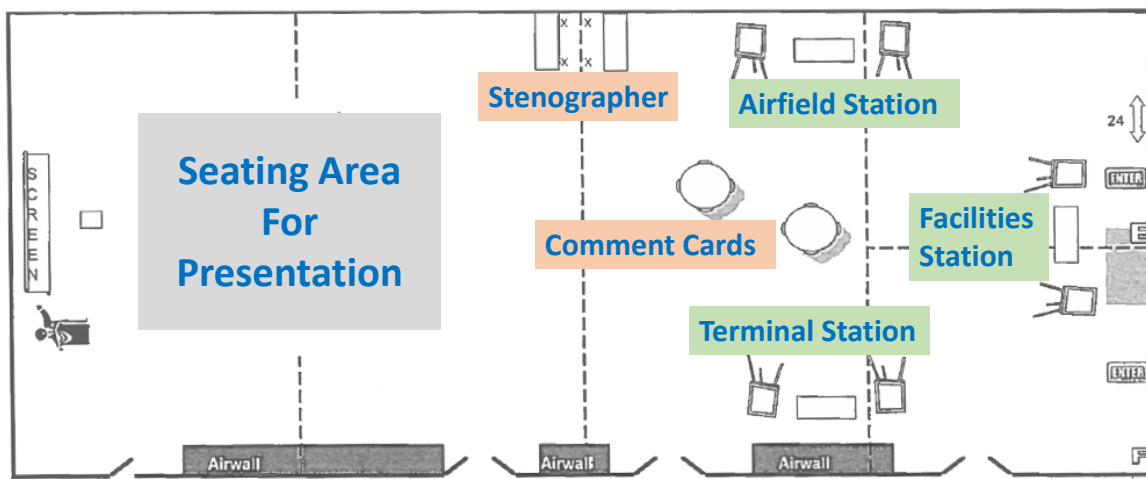 x x
x x
Stenographer
Airfield Station
24
Seating Area
For
Presentation
SCREEN
ENTER
Facilities
Station
E
Comment Cards
Terminal Station
ENTER
Airwall
Airwall
Airwall
F